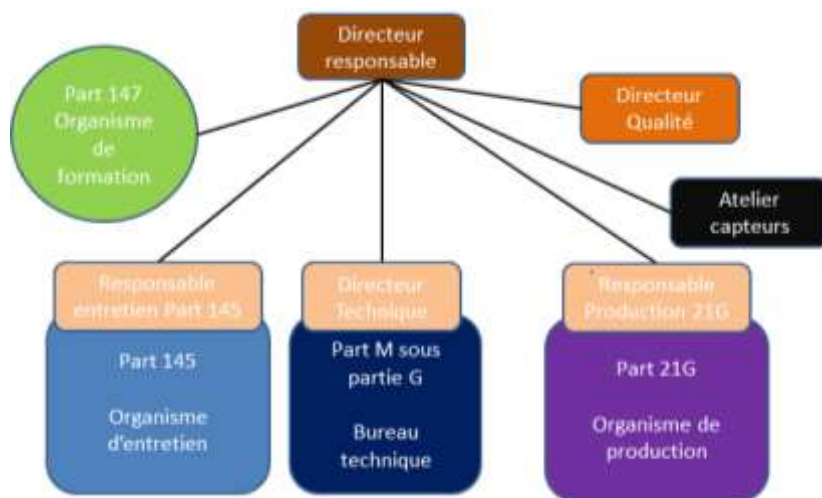 Directeur
responsable
Part 147
Organisme
de
formation
Directeur
Qualité
Atelier
capteurs
Responsable
entretien Part 145
Part 145
Organisme
d'entretien
Directeur
Technique
Part M sous
partie G
Bureau
technique
Responsable
Production 21G
Part 21G
Organisme de
production